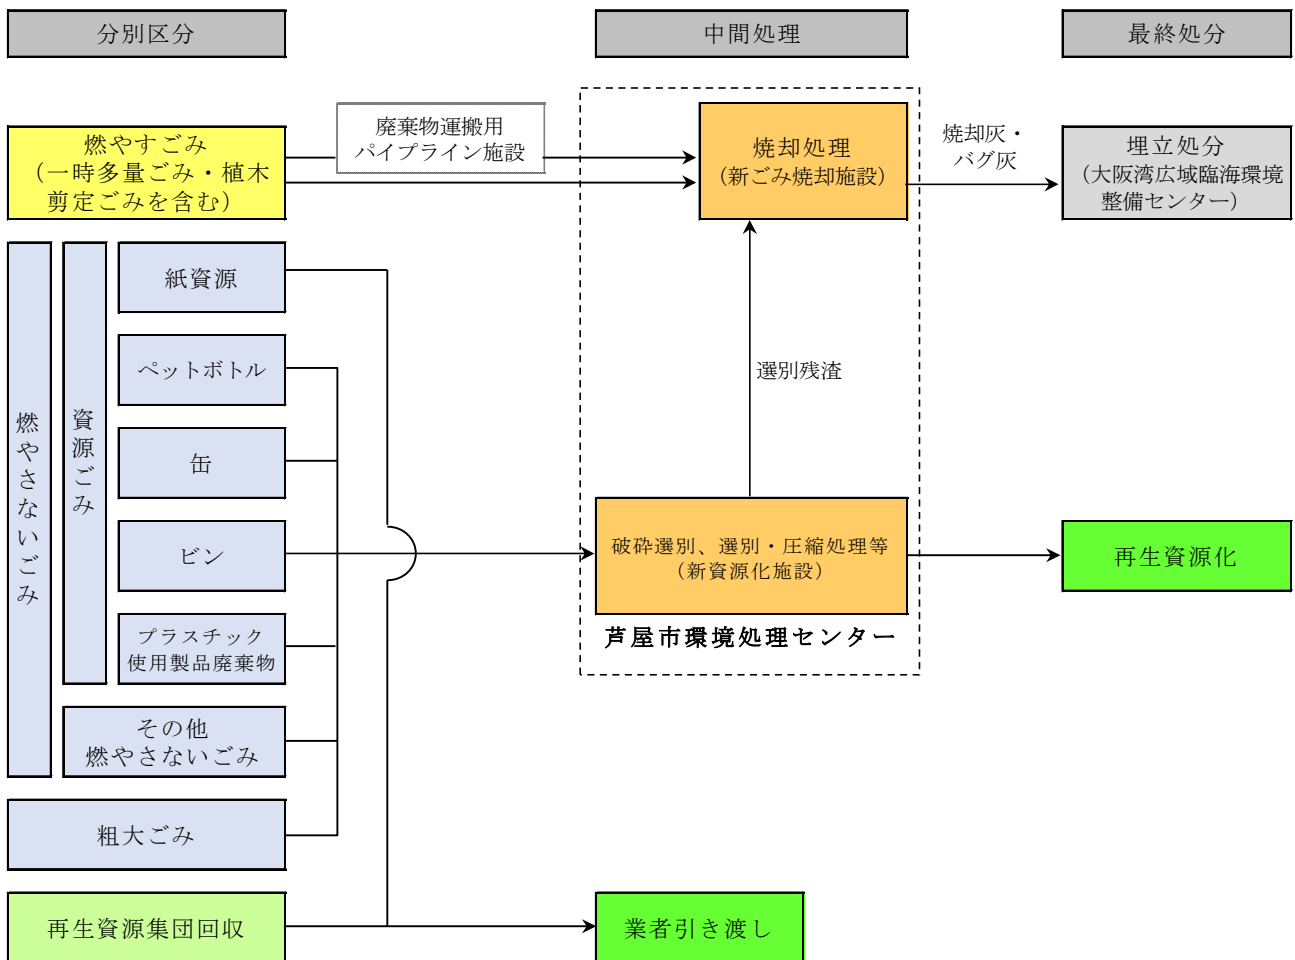 分別区分
中間処理
最終処分
燃やすごみ
（一時多量ごみ・植木
剪定ごみを含む）
廃棄物運搬用
パイプライン施設
焼却処理
（新ごみ焼却施設）
焼却灰・
バグ灰
埋立処分
（大阪湾広域臨海環境
整備センター）
燃やさないごみ
資源ごみ
紙資源
ペットボトル
缶
ビン
プラスチック
使用製品廃棄物
その他
燃やさないごみ
粗大ごみ
再生資源集団回収
選別残渣
破砕選別、選別・圧縮処理等
（新資源化施設）
芦屋市環境処理センター
再生資源化
業者引き渡し